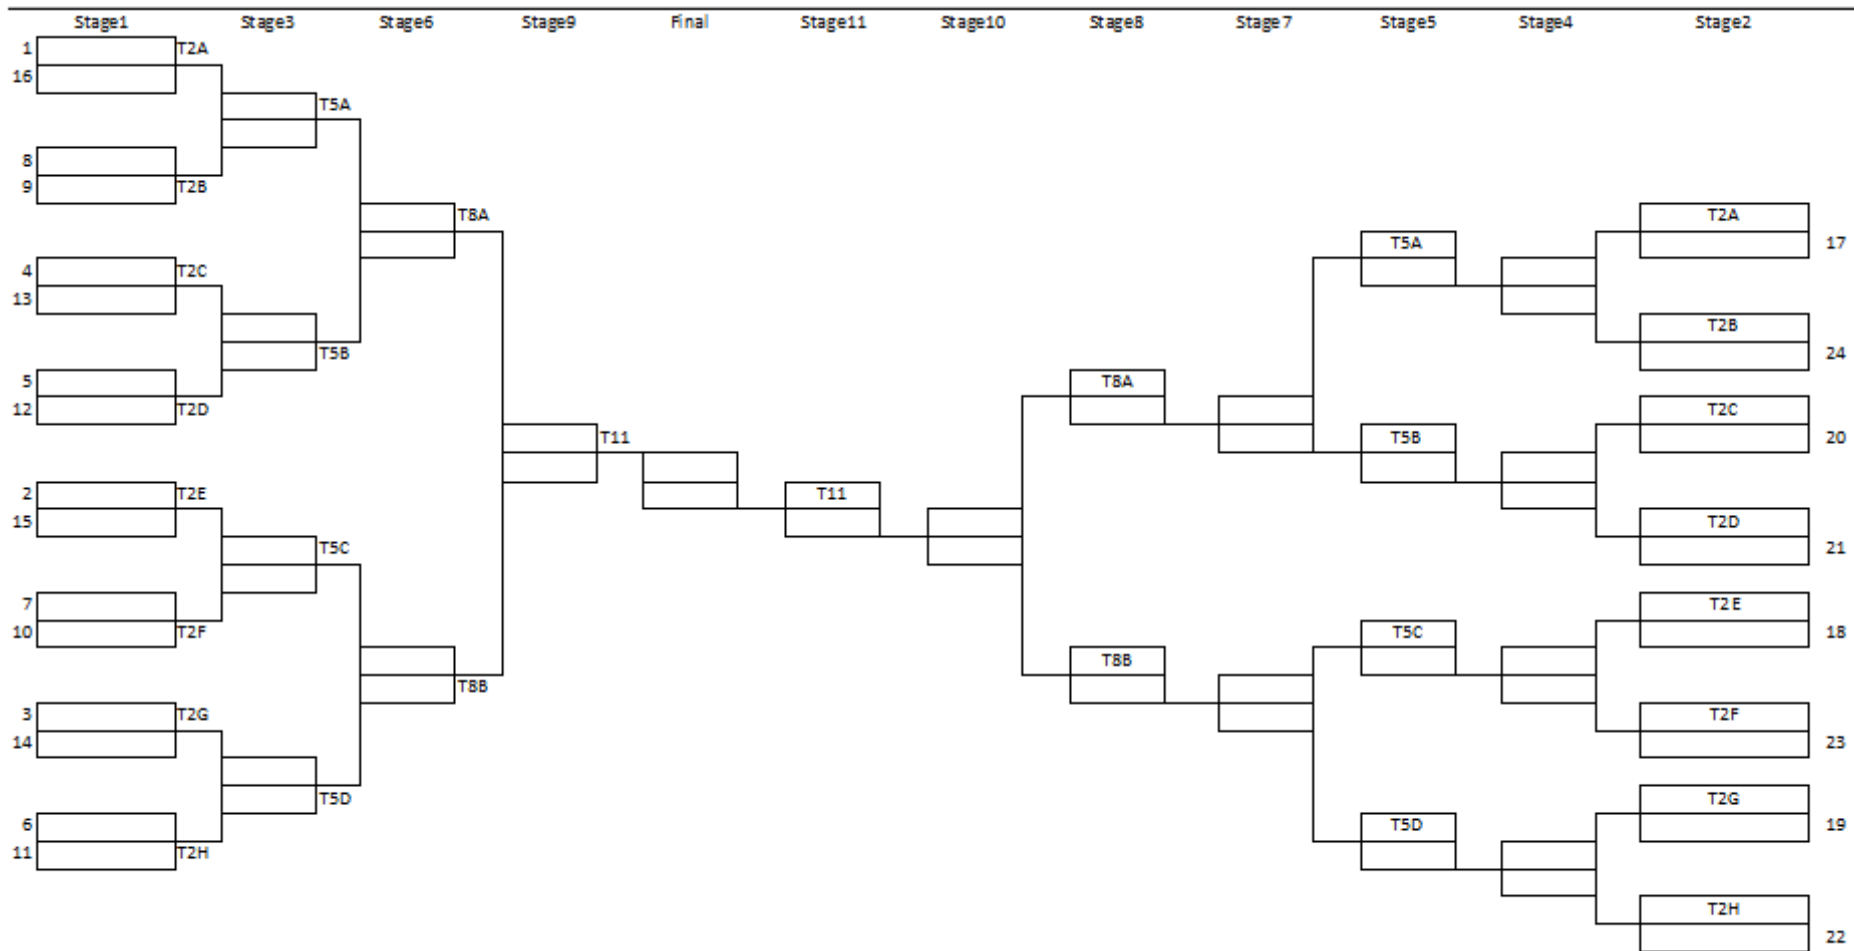 Stage1 Stage3 Stage6 Stage9 Final Stage11 Stage10 Stage8 Stage7 Stage5 Stage4 Stage2
1 T2A
16
T5A
8
9 T2B
T8A T2A
T5A 17
4 T2C
13
T2B
T5B 24
5 T8A
12 T2D T2C
T11 T5B 20
2 T2E T11
15
T2D
T5C 21
7 T2E
10 T2F T5C 18
T8B
T8B
3 T2G T2F
14 23
T5D T2G
6 T5D 19
11 T2H
T2H
22